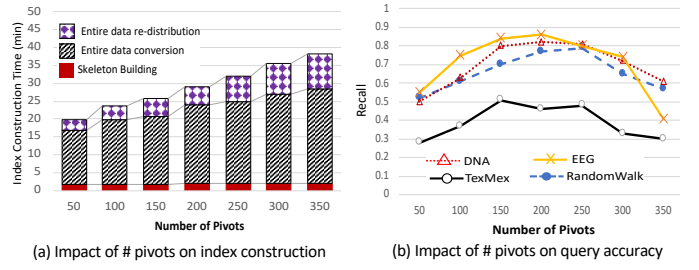 50
45
40
35
30
25
20
15
10
5
0
Index Construction Time (min)
Entire data re-distribution
Entire data conversion
Skeleton Building
50 100 150 200 250 300 350
Number of Pivots
(a) Impact of # pivots on index construction
1
0.9
0.8
0.7
0.6
0.5
0.4
0.3
0.2
0.1
0
Recall
DNA EEG
TexMex RandomWalk
50 100 150 200 250 300 350
Number of Pivots
(b) Impact of # pivots on query accuracy